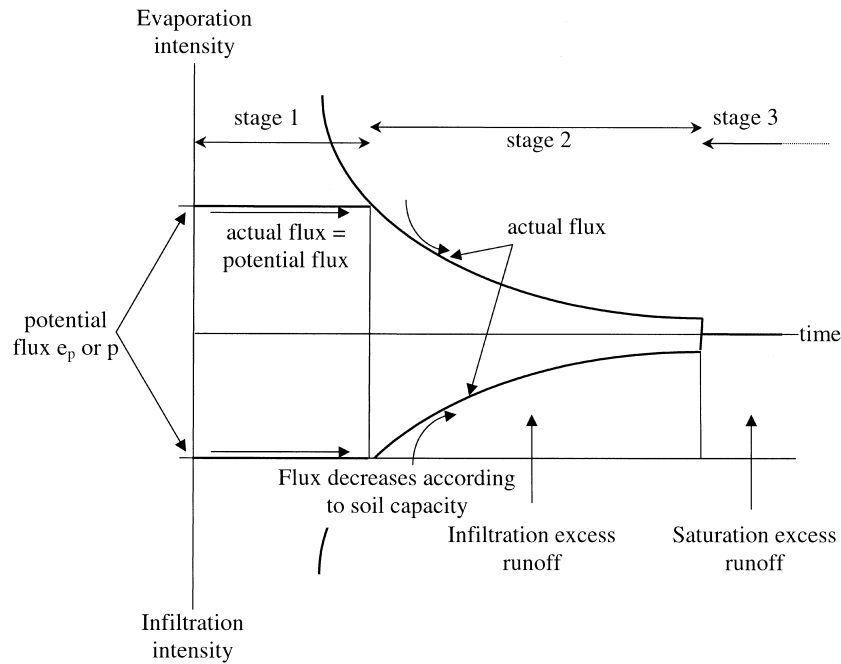 Evaporation
intensity
stage 1
stage 2
stage 3
actual flux =
potential flux
actual flux
potential
flux eₚ or p
time
Flux decreases according
to soil capacity
Infiltration excess
runoff
Saturation excess
runoff
Infiltration
intensity